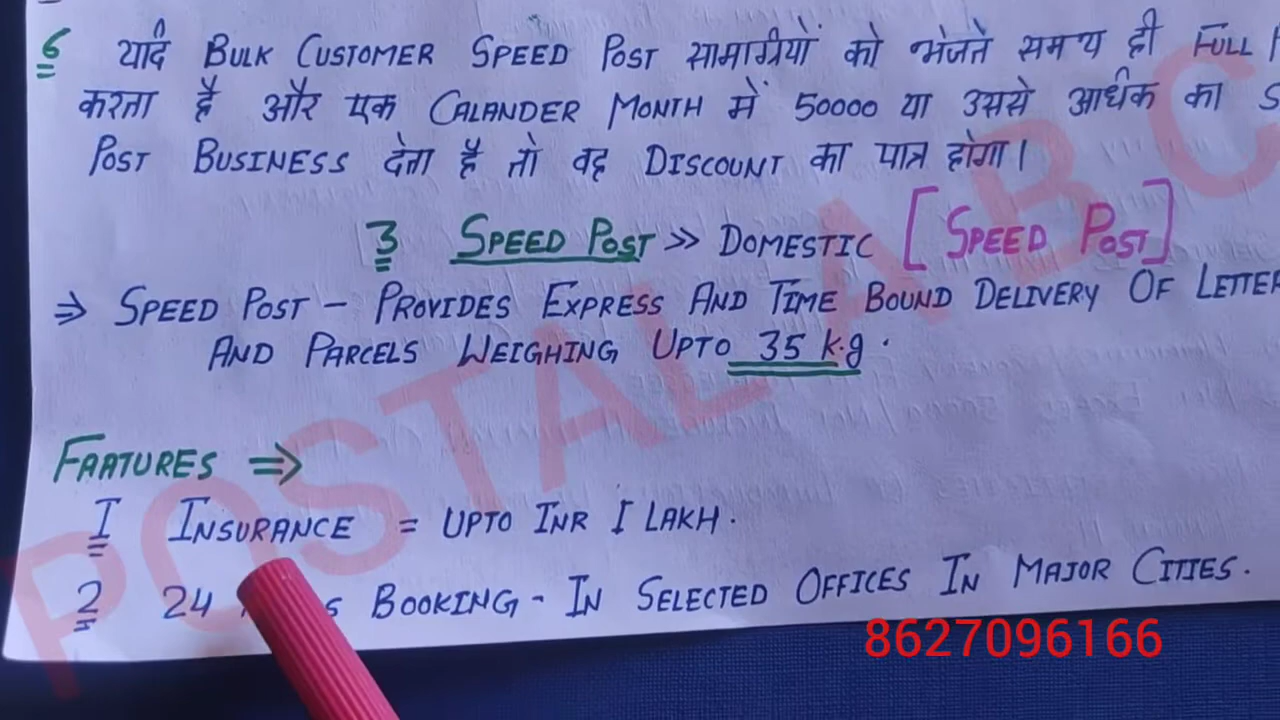 6 यदि BULK CUSTOMER SPEED POST सामाग्रीयों को भेजते समय ही FULL
करता है और एक CALANDER MONTH में 50000 या उससे अधिक का
POST BUSINESS देता है तो वह DISCOUNT का पात्र होगा।
3 SPEED POST >> DOMESTIC [SPEED POST]
⇒ SPEED POST – PROVIDES EXPRESS AND TIME BOUND DELIVERY OF LETTER
AND PARCELS WEIGHING UPTO 35 k.g.
FAATURES ⇒
I INSURANCE = UPTO INR I LAKH.
2 24 BOOKING - IN SELECTED OFFICES IN MAJOR CITIES.
8627096166
POSTAL ABC